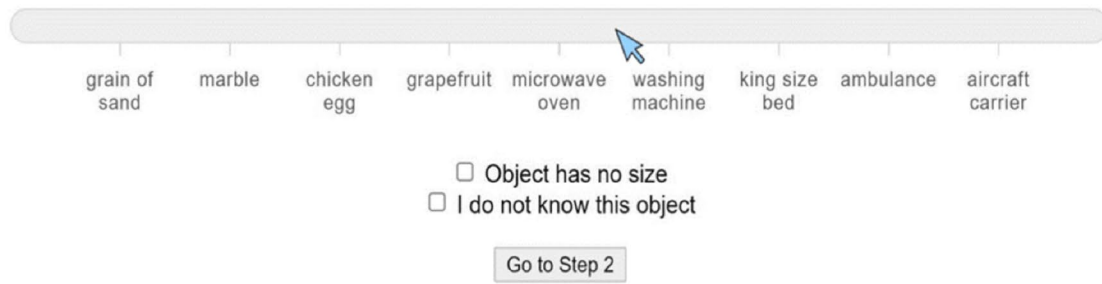 grain of marble chicken grapefruit microwave washing king size ambulance aircraft
sand egg oven machine bed carrier
Object has no size
I do not know this object
Go to Step 2